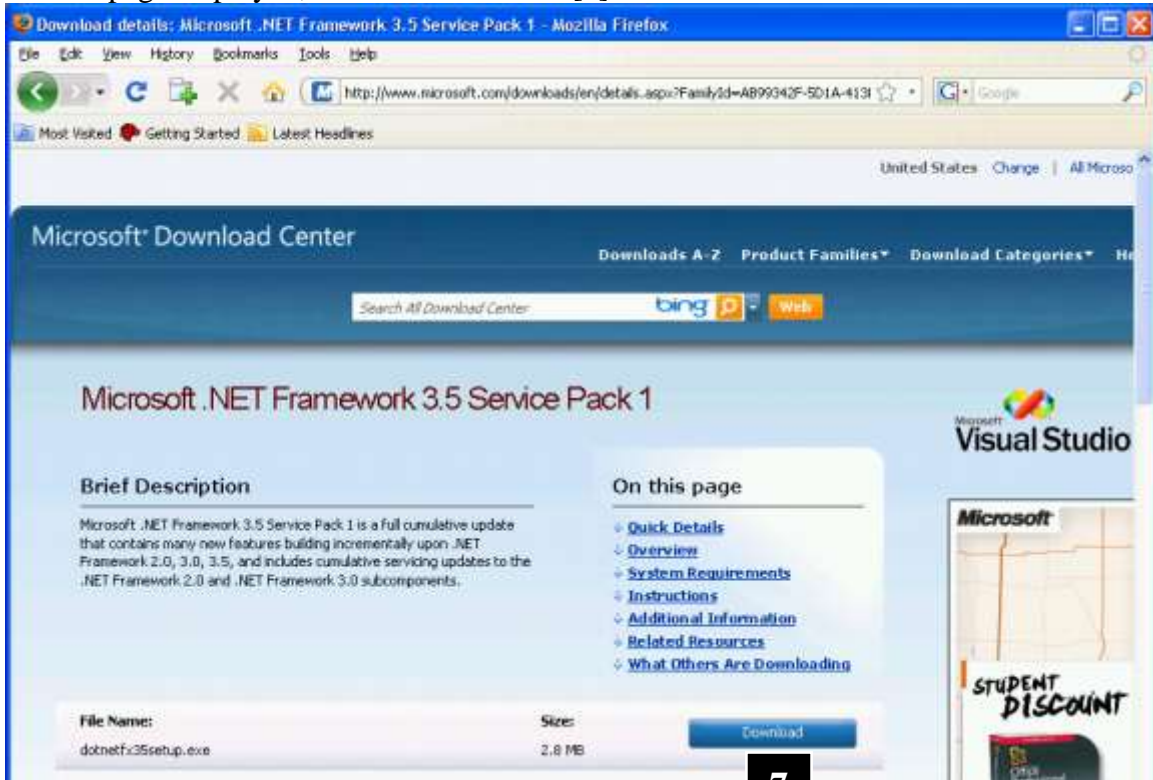 Download details: Microsoft .NET Framework 3.5 Service Pack 1 - Mozilla Firefox
File Edit View History Bookmarks Tools Help
http://www.microsoft.com/downloads/en/details.aspx?FamilyId=AB99342F-5D1A-413 Google
Most Visited Getting Started Latest Headlines
United States Change | All Microso
Microsoft Download Center
Downloads A-Z Product Families Download Categories He
Search All Download Center bing Web
Microsoft .NET Framework 3.5 Service Pack 1
Microsoft
Visual Studio
Brief Description
Microsoft .NET Framework 3.5 Service Pack 1 is a full cumulative update
that contains many new features building incrementally upon .NET
Framework 2.0, 3.0, 3.5, and includes cumulative servicing updates to the
.NET Framework 2.0 and .NET Framework 3.0 subcomponents.
On this page
Quick Details
Overview
System Requirements
Instructions
Additional Information
Related Resources
What Others Are Downloading
Microsoft
STUDENT
DISCOUNT
Office
File Name: Size:
dotnetfx35setup.exe 2.8 MB
Download